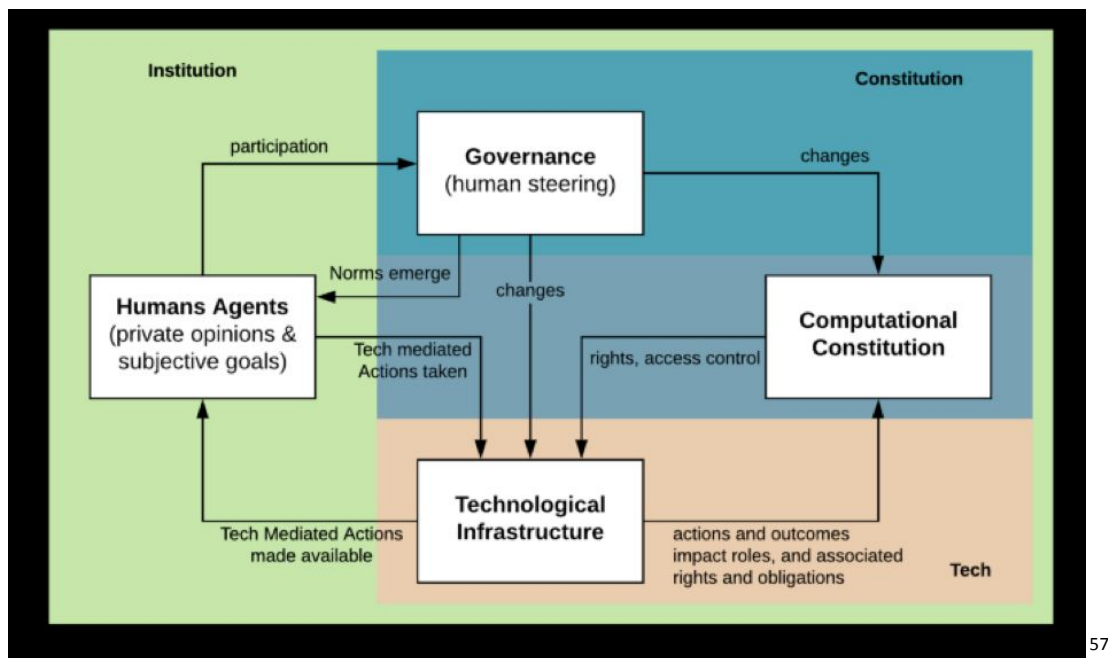 Institution
Constitution
participation
Governance
(human steering)
changes
Norms emerge
changes
Humans Agents
(private opinions &
subjective goals)
Computational
Constitution
Tech mediated
Actions taken
rights, access control
Technological
Infrastructure
Tech Mediated Actions
made available
actions and outcomes
impact roles, and associated
rights and obligations
Tech
57